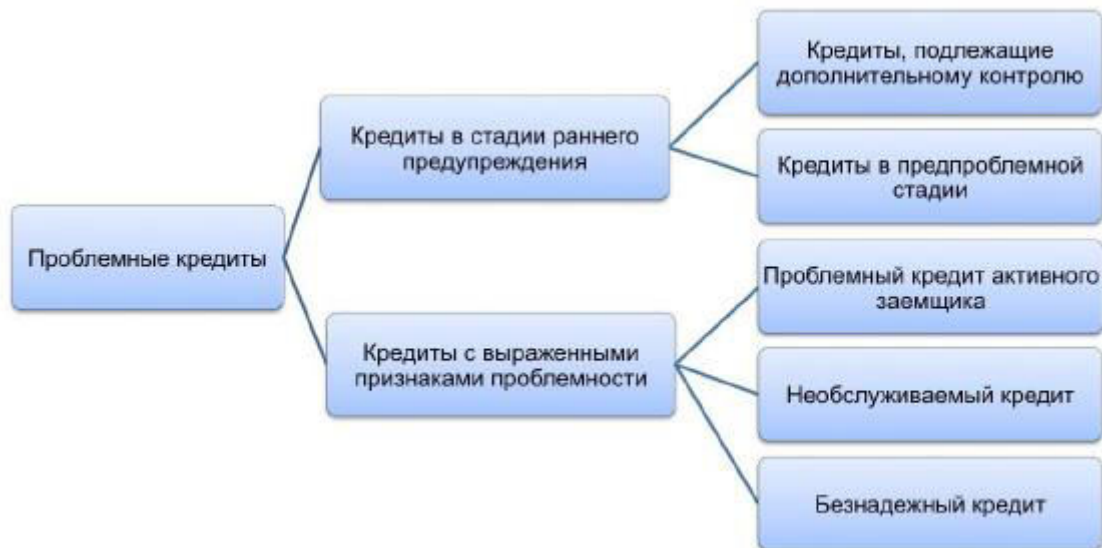 Проблемные кредиты
Кредиты в стадии раннего
предупреждения
Кредиты, подлежащие
дополнительному контролю
Кредиты в предпроблемной
стадии
Кредиты с выраженными
признаками проблемности
Проблемный кредит активного
заемщика
Необслуживаемый кредит
Безнадежный кредит